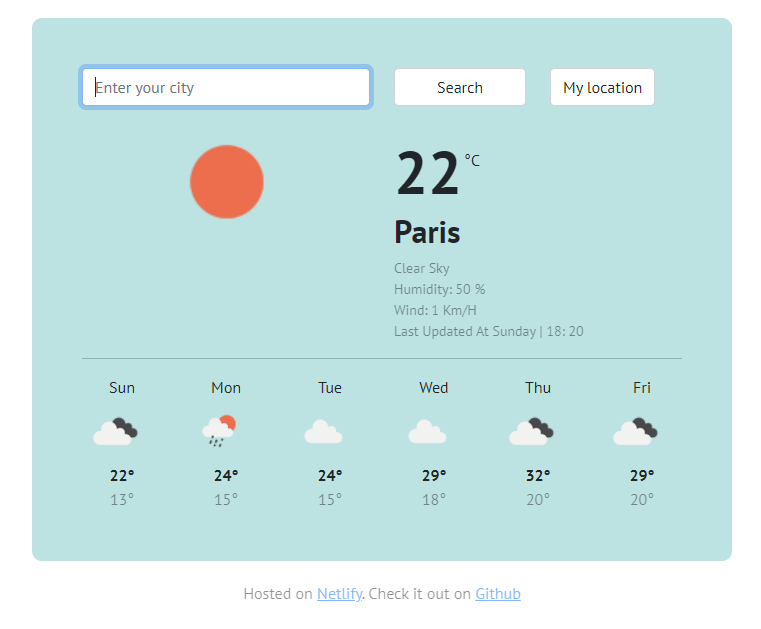 Enter your city Search My location
22 °C
Paris
Clear Sky
Humidity: 50 %
Wind: 1 Km/H
Last Updated At Sunday | 18: 20
Sun Mon Tue Wed Thu Fri
22° 24° 24° 29° 32° 29°
13° 15° 15° 18° 20° 20°
Hosted on Netlify. Check it out on Github